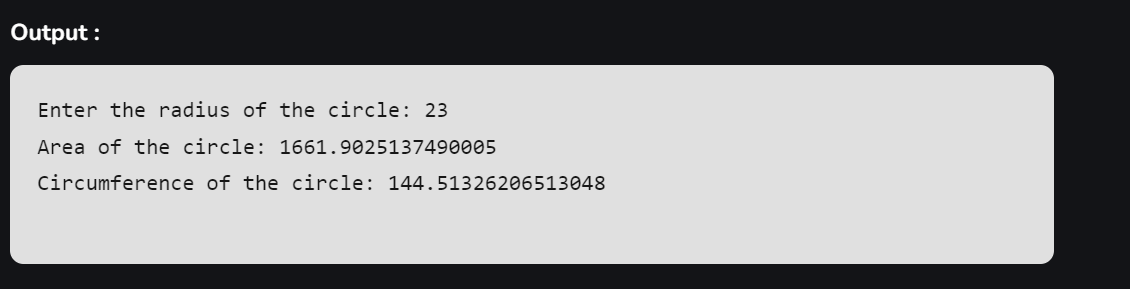 Output :
Enter the radius of the circle: 23
Area of the circle: 1661.9025137490005
Circumference of the circle: 144.51326206513048